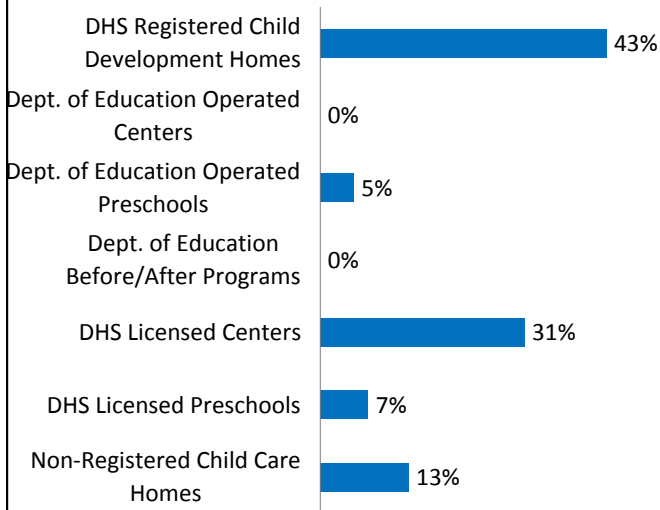 DHS Registered Child
Development Homes
43%
Dept. of Education Operated
Centers
0%
Dept. of Education Operated
Preschools
5%
Dept. of Education
Before/After Programs
0%
DHS Licensed Centers
31%
DHS Licensed Preschools
7%
Non-Registered Child Care
Homes
13%